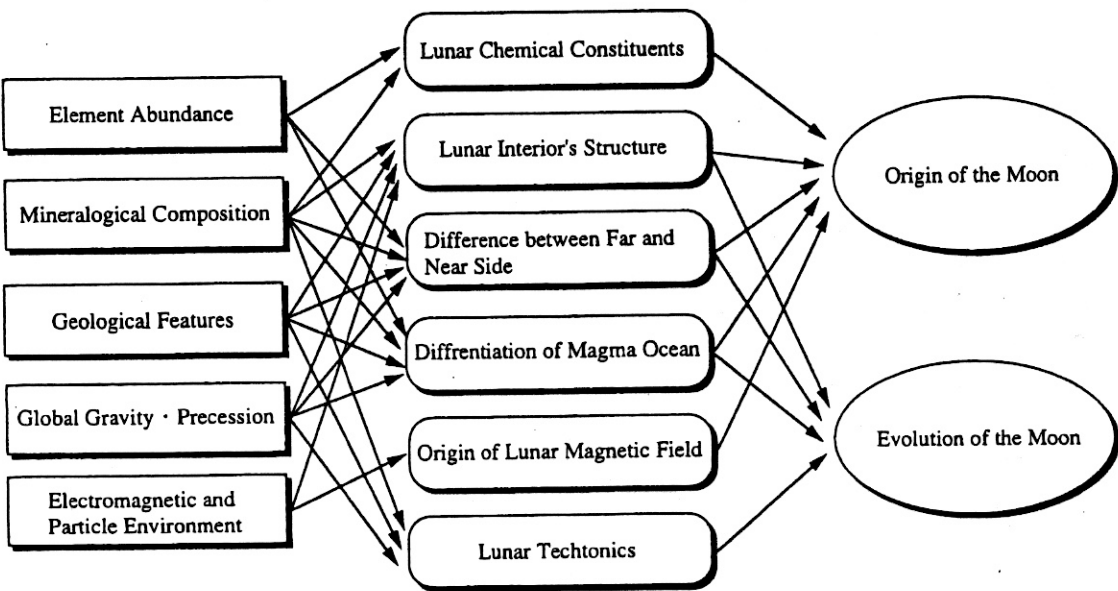 Element Abundance
Mineralogical Composition
Geological Features
Global Gravity・Precession
Electromagnetic and
Particle Environment
Lunar Chemical Constituents
Lunar Interior's Structure
Difference between Far and
Near Side
Diffrentiation of Magma Ocean
Origin of Lunar Magnetic Field
Lunar Techtonics
Origin of the Moon
Evolution of the Moon